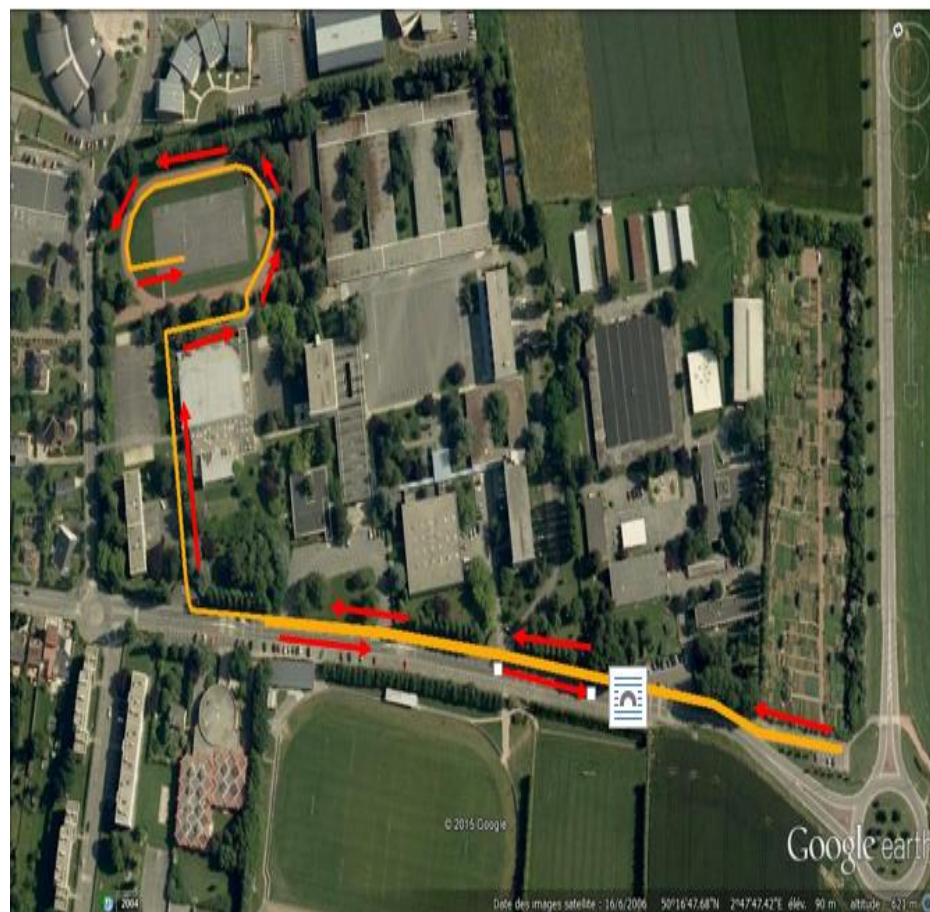 © 2015 Google
Google earth
2004
Date des images satellite : 16/6/2006 50°16'47.68"N 2°47'47.42"E élév. 90 m altitude 621 m